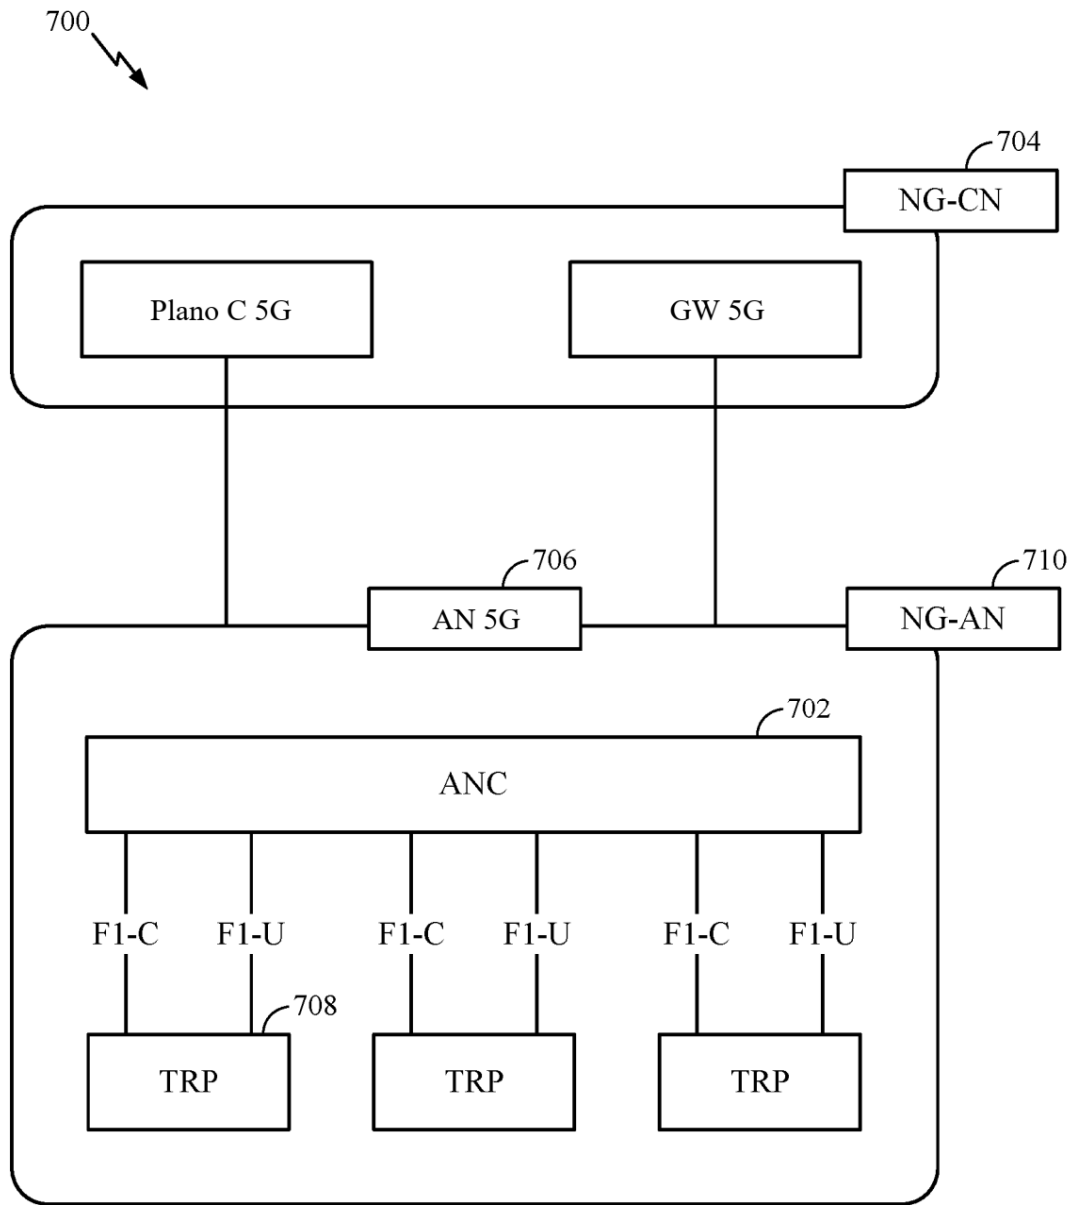 700
704
NG-CN
Plano C 5G
GW 5G
706
710
AN 5G
NG-AN
702
ANC
F1-C
F1-U
F1-C
F1-U
F1-C
F1-U
708
TRP
TRP
TRP